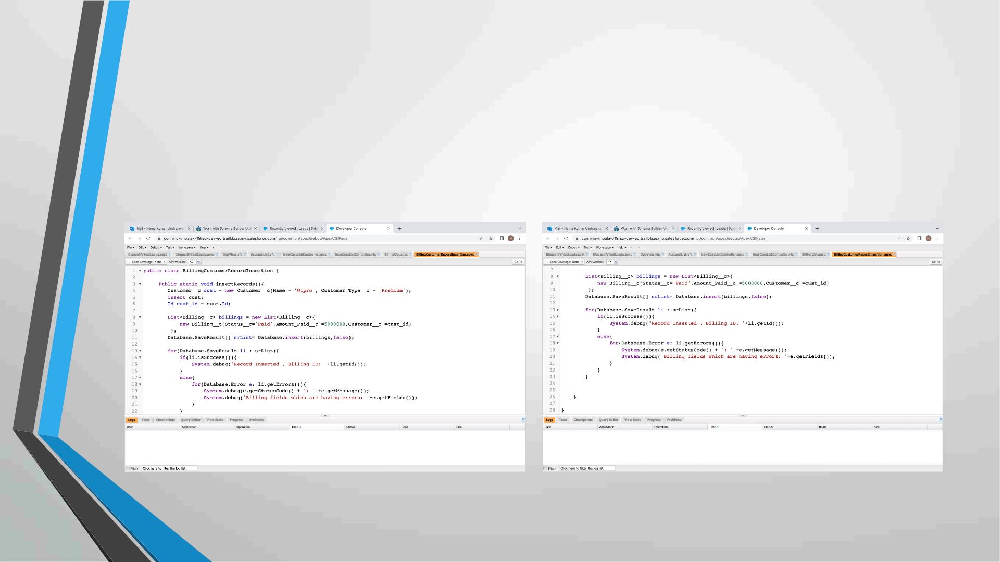 Mail - Hema Kumar Undrajavar
Work with Schema Builder Uni
Recently Viewed | Leads | Sale
Developer Console
cunning-impala-719rsq-dev-ed.trailblaze.my.salesforce.com/_ui/common/apex/debug/ApexCSIPage
File Edit Debug Test Workspace Help < >
DisqualifyTestLeads.apxt DisqualifyTestLeads.apxc OppView.vfp AccountList.vfp NewCaseListController.apxc NewCaseListController.vfp BillingObj.apxc BillingCustomerRecordInsertion.apxc
Code Coverage: None API Version: 57 Go To
1 public class BillingCustomerRecordInsertion {
2
3 Public static void insertRecords(){
4 Customer__c cust = new Customer__c(Name = 'Wipro', Customer_Type__c = 'Premium');
5 insert cust;
6 Id cust_id = cust.Id;
7
8 List<Billing__c> billings = new List<Billing__c>{
9 new Billing__c(Status__c='Paid',Amount_Paid__c =5000000,Customer__c =cust_id)
10 };
11 Database.SaveResult[] srList= Database.insert(billings,false);
12
13 for(Database.SaveResult li : srList){
14 if(li.isSuccess()){
15 System.debug('Record Inserted , Billing ID: '+li.getId());
16 }
17 else{
18 for(Database.Error e: li.getErrors()){
19 System.debug(e.getStatusCode() + ': ' +e.getMessage());
20 System.debug('Billing fields which are having errors: '+e.getFields());
21 }
22 }
Logs Tests Checkpoints Query Editor View State Progress Problems
User Application Operation Time Status Read Size
Filter Click here to filter the log list
Mail - Hema Kumar Undrajavar
Work with Schema Builder Uni
Recently Viewed | Leads | Sale
Developer Console
cunning-impala-719rsq-dev-ed.trailblaze.my.salesforce.com/_ui/common/apex/debug/ApexCSIPage
File Edit Debug Test Workspace Help < >
DisqualifyTestLeads.apxt DisqualifyTestLeads.apxc OppView.vfp AccountList.vfp NewCaseListController.apxc NewCaseListController.vfp BillingObj.apxc BillingCustomerRecordInsertion.apxc
Code Coverage: None API Version: 57 Go To
7
8 List<Billing__c> billings = new List<Billing__c>{
9 new Billing__c(Status__c='Paid',Amount_Paid__c =5000000,Customer__c =cust_id)
10 };
11 Database.SaveResult[] srList= Database.insert(billings,false);
12
13 for(Database.SaveResult li : srList){
14 if(li.isSuccess()){
15 System.debug('Record Inserted , Billing ID: '+li.getId());
16 }
17 else{
18 for(Database.Error e: li.getErrors()){
19 System.debug(e.getStatusCode() + ': ' +e.getMessage());
20 System.debug('Billing fields which are having errors: '+e.getFields());
21 }
22 }
23 }
24
25
26 }
27
28 }
Logs Tests Checkpoints Query Editor View State Progress Problems
User Application Operation Time Status Read Size
Filter Click here to filter the log list